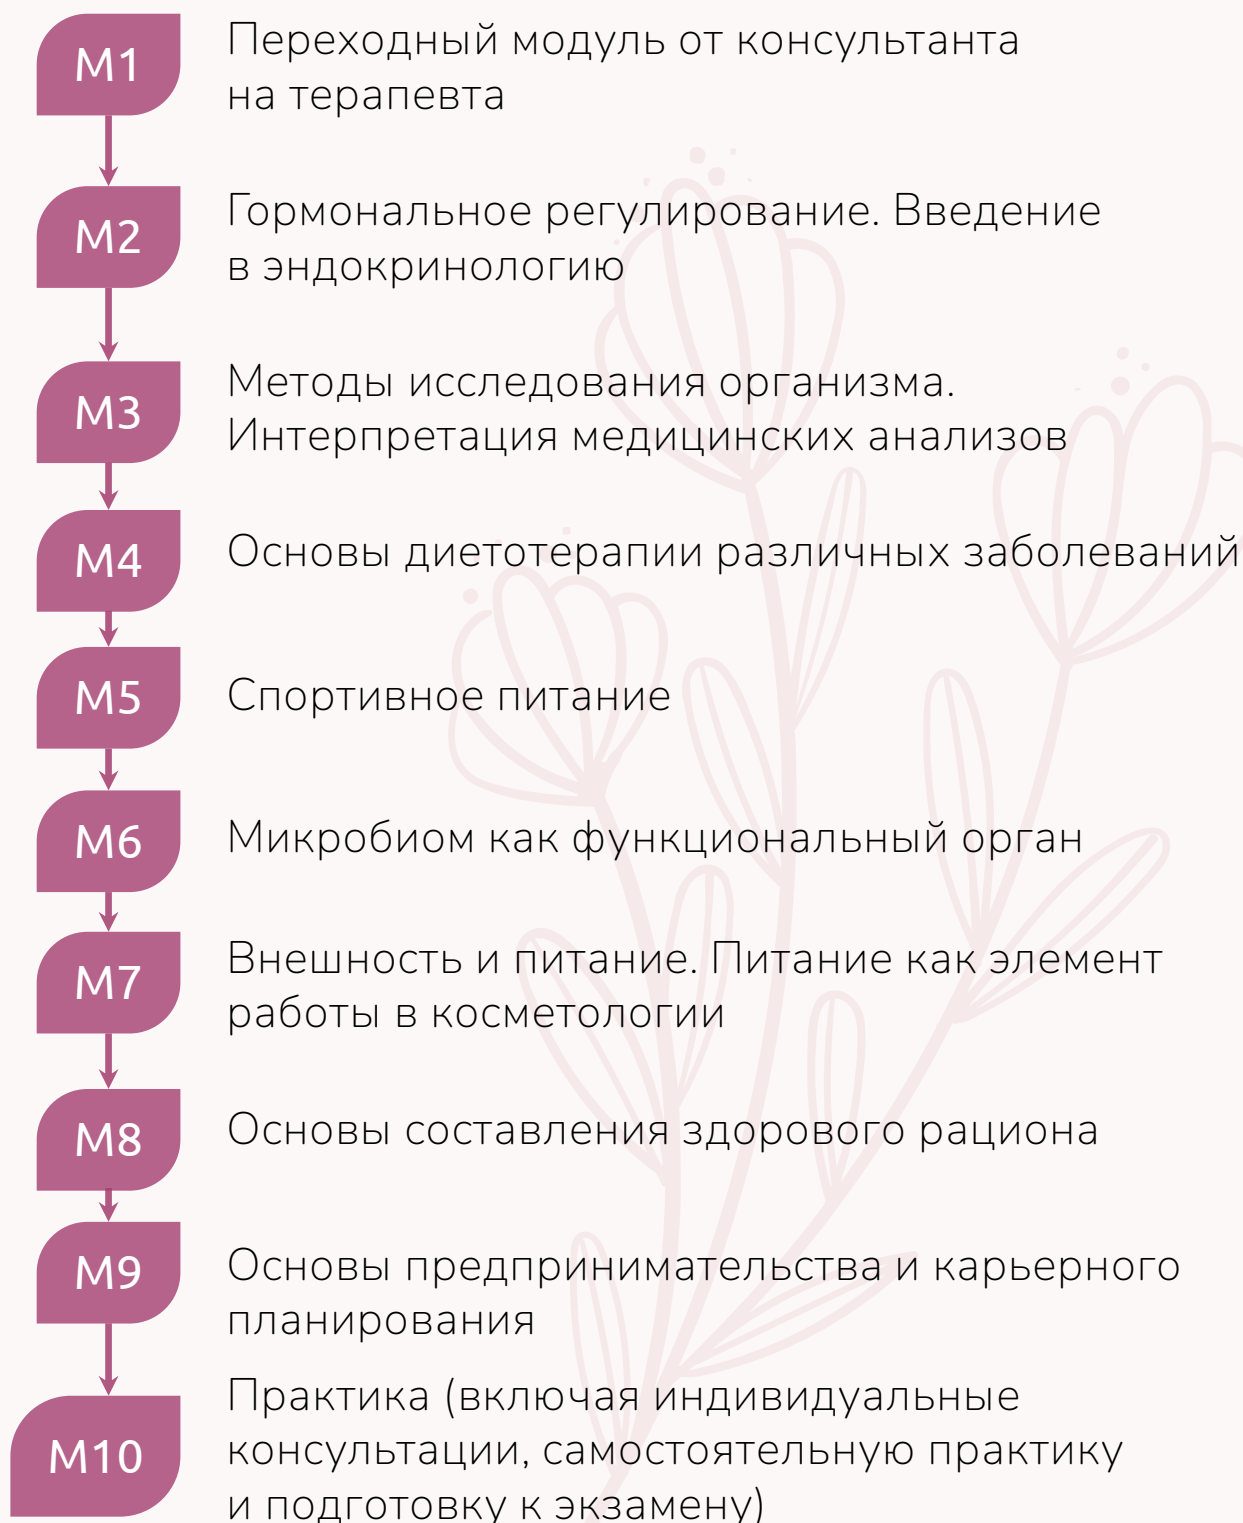 M1
Переходный модуль от консультанта
на терапевта
M2
Гормональное регулирование. Введение
в эндокринологию
M3
Методы исследования организма.
Интерпретация медицинских анализов
M4
Основы диетотерапии различных заболеваний
M5
Спортивное питание
M6
Микробиом как функциональный орган
M7
Внешность и питание. Питание как элемент
работы в косметологии
M8
Основы составления здорового рациона
M9
Основы предпринимательства и карьерного
планирования
M10
Практика (включая индивидуальные
консультации, самостоятельную практику
и подготовку к экзамену)